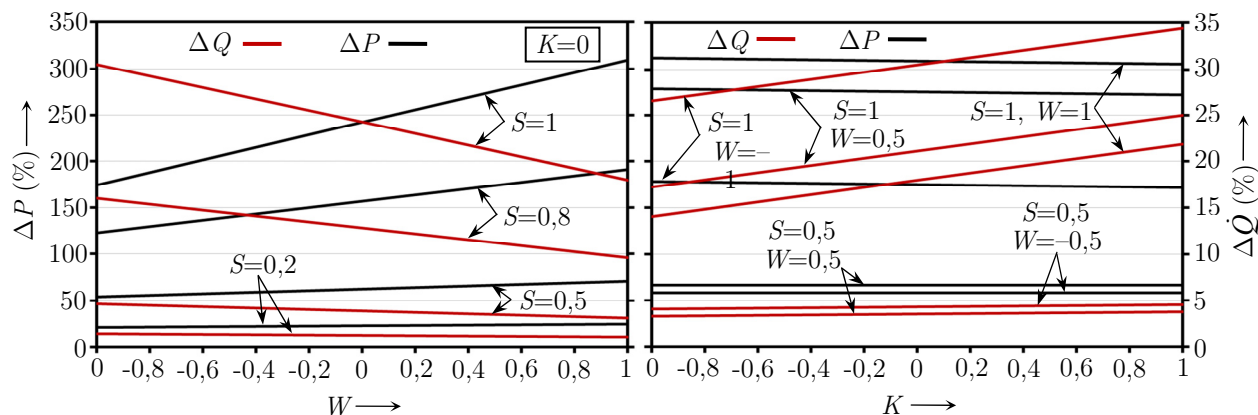 350
300
250
200
150
100
50
0
ΔP (%)
ΔQ
ΔP
K=0
S=1
S=0,8
S=0,2
S=0,5
0 -0,8 -0,4 -0,2 0 0,2 0,4 0,6 0,8 1
W
ΔQ
ΔP
S=1
W=–
1
S=1
W=0,5
S=1, W=1
S=0,5
W=0,5
S=0,5
W=–0,5
0 -0,8 -0,6 -0,4 -0,2 0 0,2 0,4 0,6 0,8 1
K
35
30
25
20
15
10
5
0
ΔQ̇ (%)